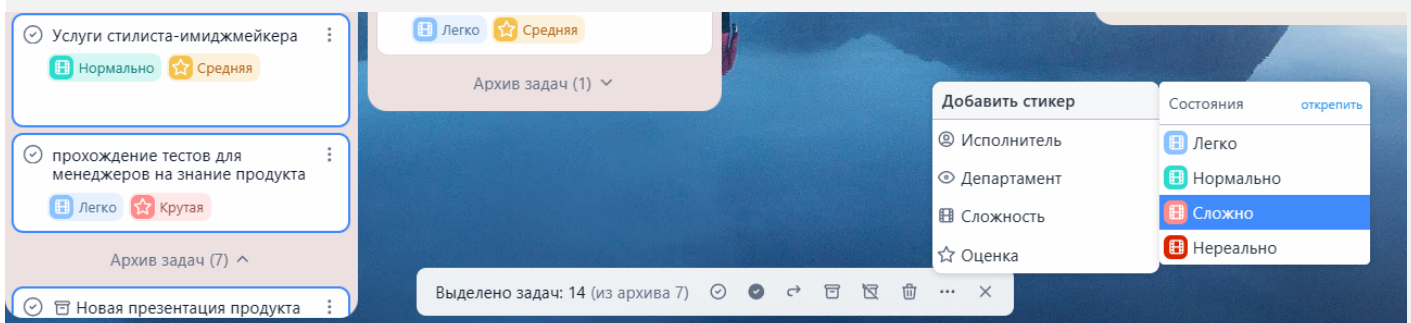 Услуги стилиста-имиджмейкера
Нормально Средняя
прохождение тестов для
менеджеров на знание продукта
Легко Крутая
Архив задач (7)
Новая презентация продукта
Легко Средняя
Архив задач (1)
Добавить стикер
Исполнитель
Департамент
Сложность
Оценка
Состояния открепить
Легко
Нормально
Сложно
Нереально
Выделено задач: 14 (из архива 7)